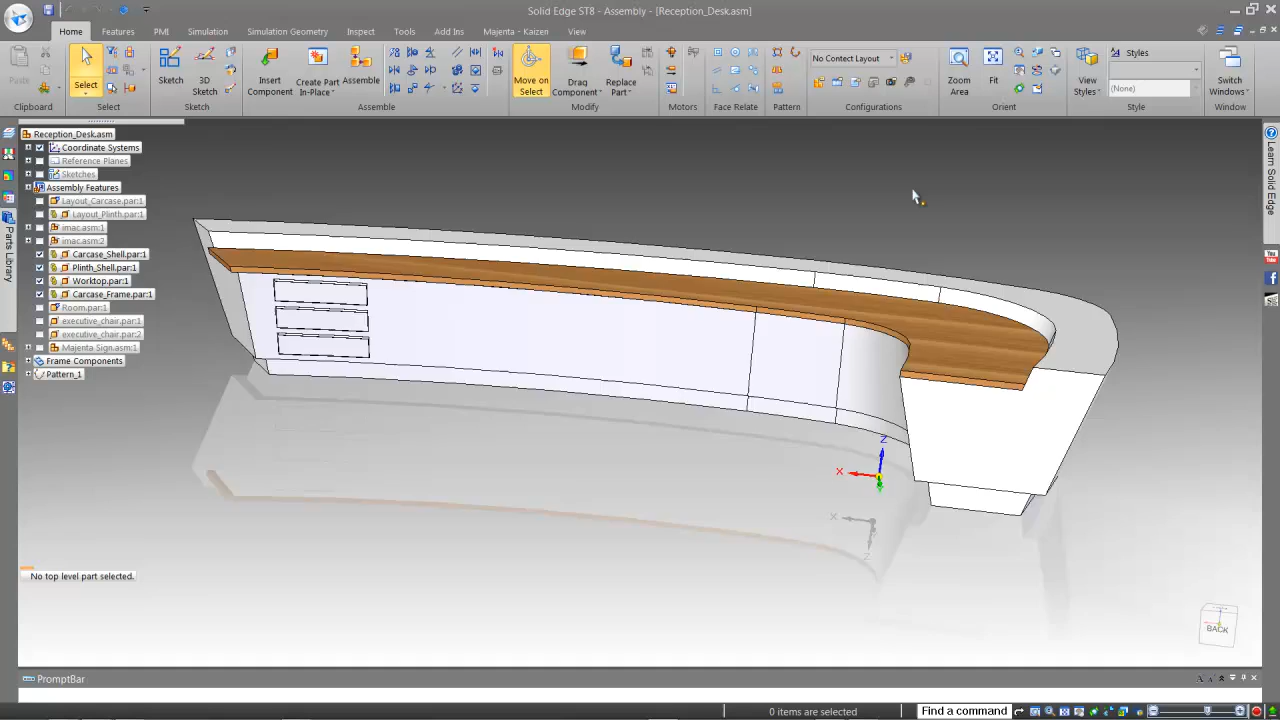 Solid Edge ST8 - Assembly - [Reception_Desk.asm]
Home
Features
PMI
Simulation
Simulation Geometry
Inspect
Tools
Add Ins
Majenta - Kaizen
View
Paste
Select
Sketch
3D Sketch
Insert Component
Create Part In-Place
Assemble
Move on Select
Drag Component
Replace Part
No Contact Layout
Zoom Area
Fit
View Styles
Styles
(None)
Switch Windows
Clipboard
Select
Sketch
Assemble
Modify
Motors
Face Relate
Pattern
Configurations
Orient
Style
Window
Reception_Desk.asm
Coordinate Systems
Reference Planes
Sketches
Assembly Features
Layout_Carcase.par:1
Layout_Plinth.par:1
imac.asm:1
imac.asm:2
Carcase_Shell.par:1
Plinth_Shell.par:1
Worktop.par:1
Carcase_Frame.par:1
Room.par:1
executive_chair.par:1
executive_chair.par:2
Majenta Sign.asm:1
Frame Components
Pattern_1
Parts Library
Learn Solid Edge
You
Z
X
X
Z
No top level part selected.
BACK
PromptBar
0 items are selected
Find a command